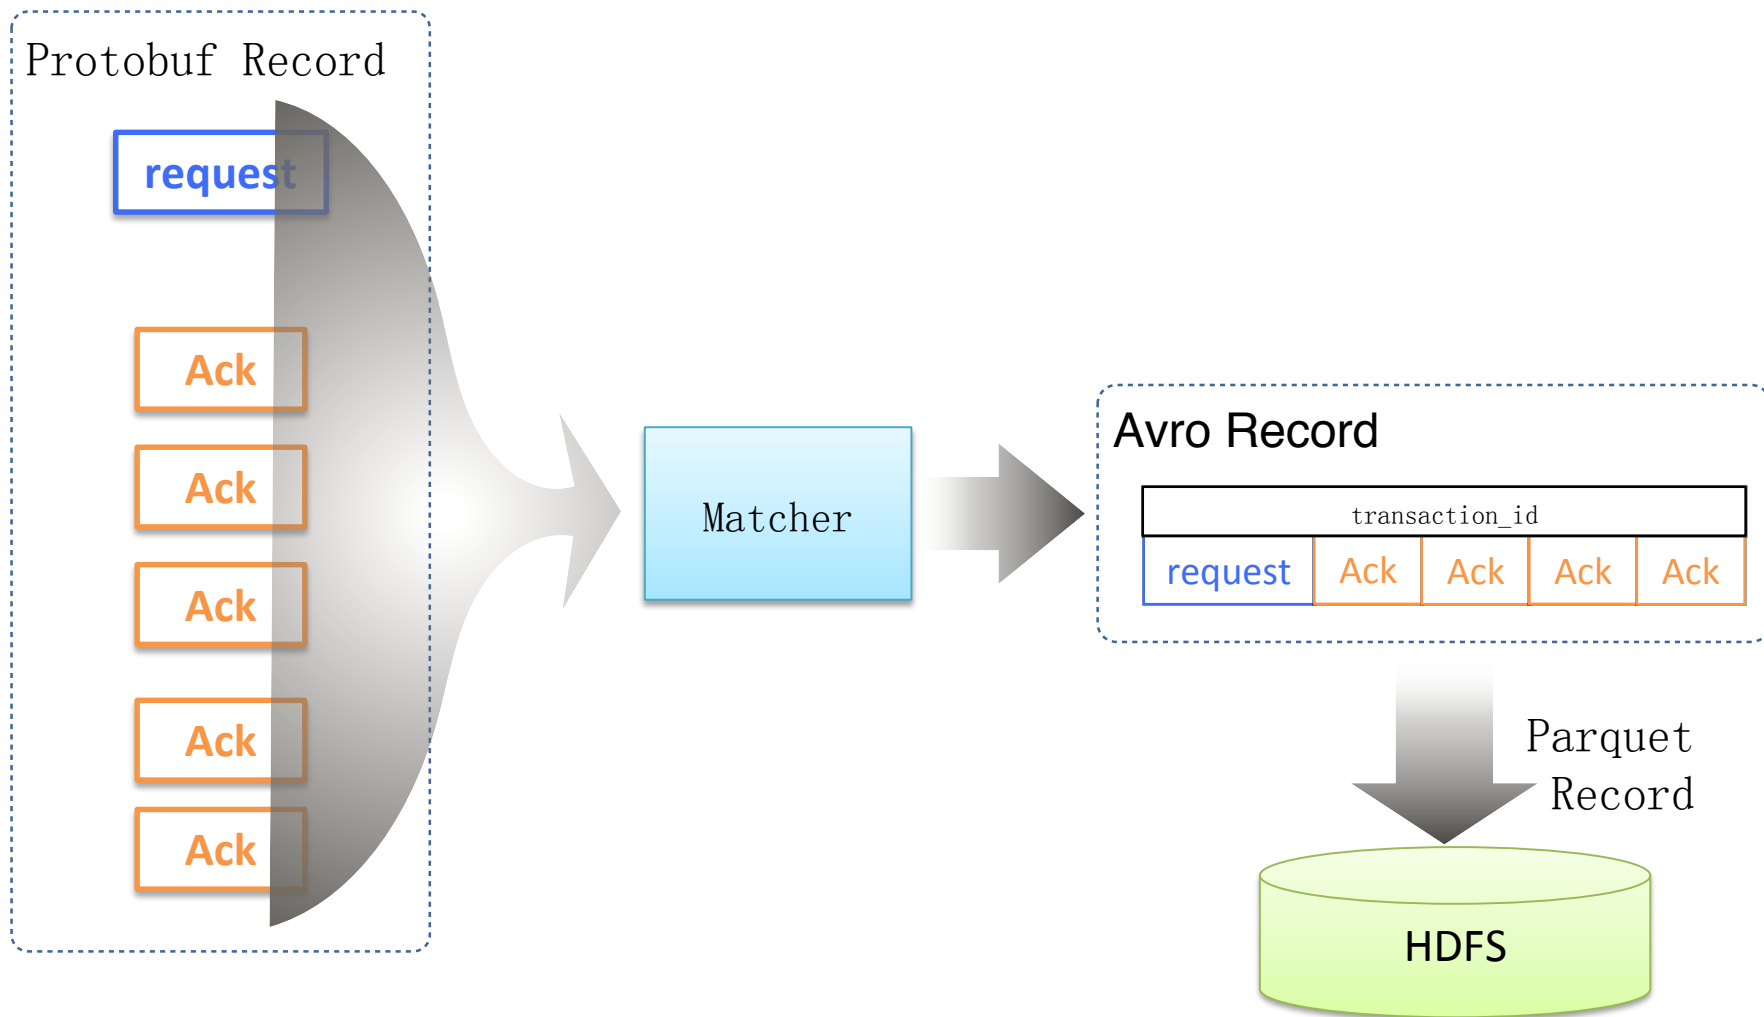 Protobuf Record
request
Ack
Ack
Ack
Ack
Ack
Matcher
Avro Record
transaction_id
request Ack Ack Ack Ack
Parquet
Record
HDFS